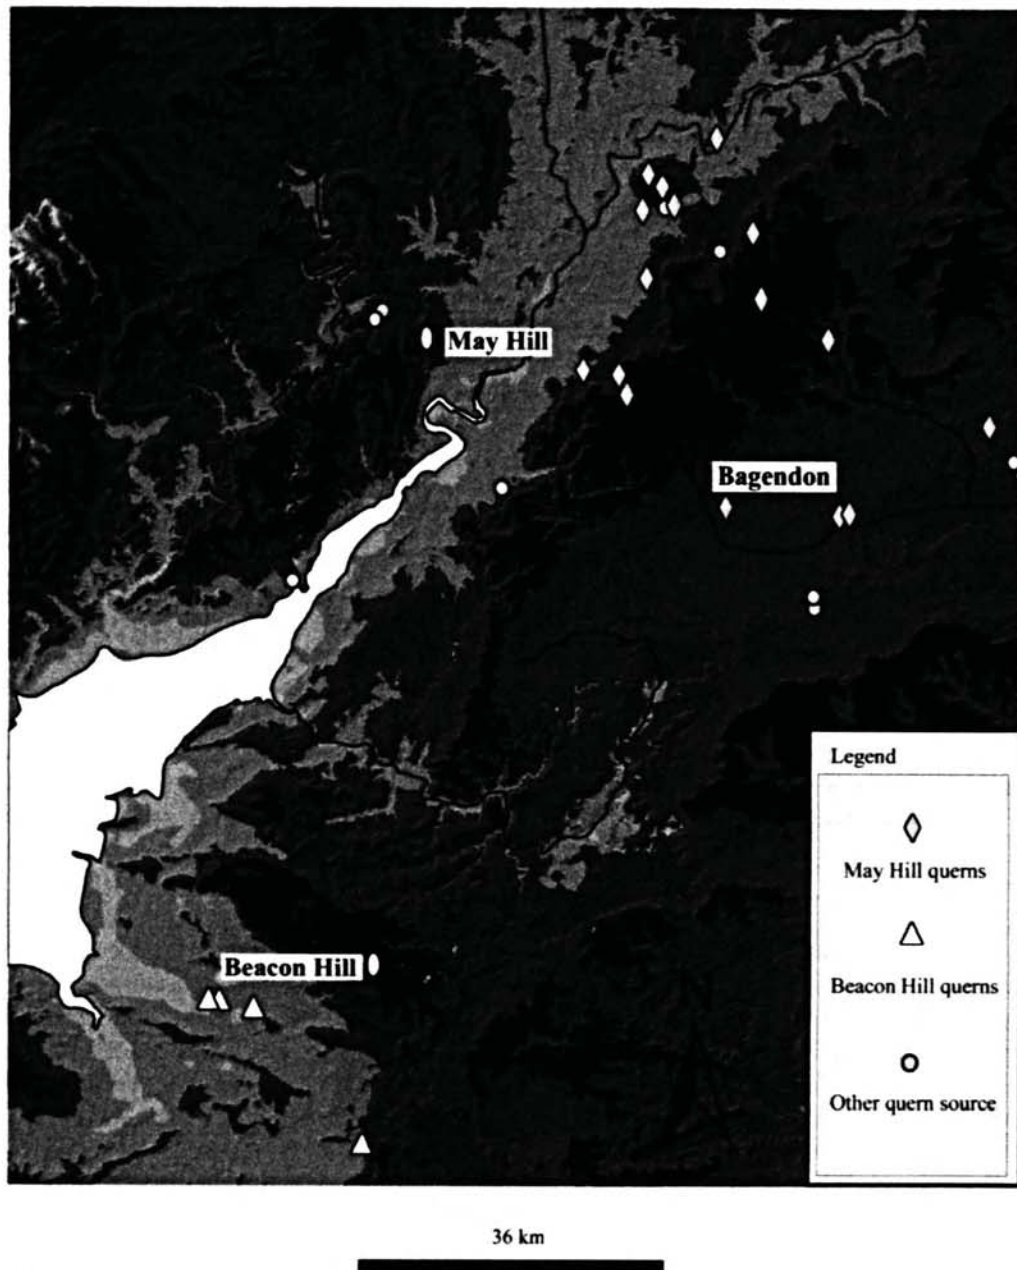 May Hill
Bagendon
Beacon Hill
Legend
May Hill querns
Beacon Hill querns
Other quern source
36 km